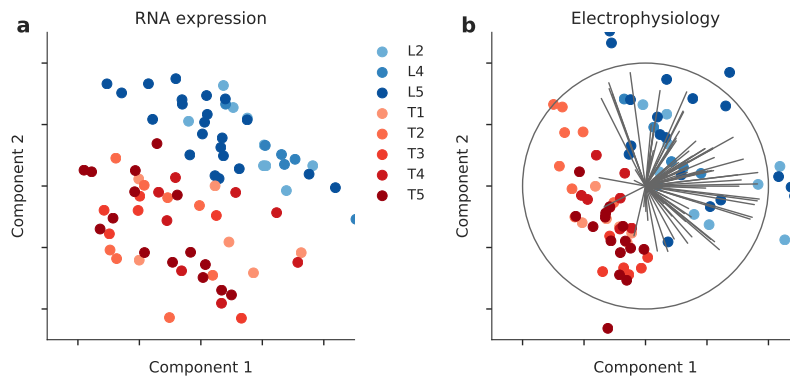 a
RNA expression
Component 2
Component 1
L2
L4
L5
T1
T2
T3
T4
T5
b
Electrophysiology
Component 2
Component 1